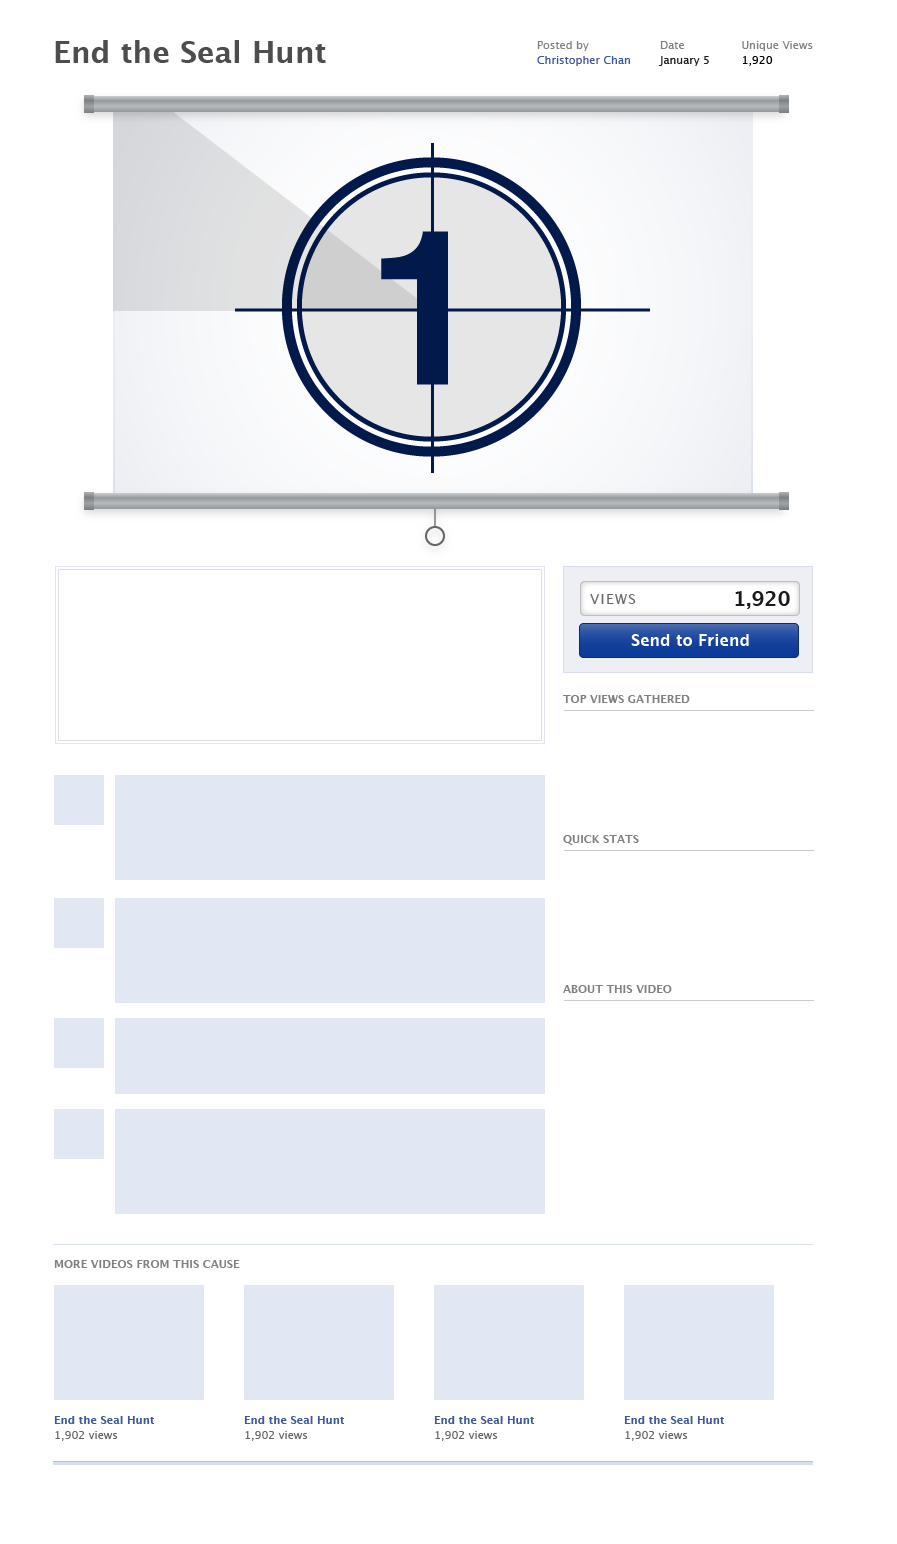 End the Seal Hunt
Posted by
Christopher Chan
Date
January 5
Unique Views
1,920
1
VIEWS 1,920
Send to Friend
TOP VIEWS GATHERED
QUICK STATS
ABOUT THIS VIDEO
MORE VIDEOS FROM THIS CAUSE
End the Seal Hunt
1,902 views
End the Seal Hunt
1,902 views
End the Seal Hunt
1,902 views
End the Seal Hunt
1,902 views